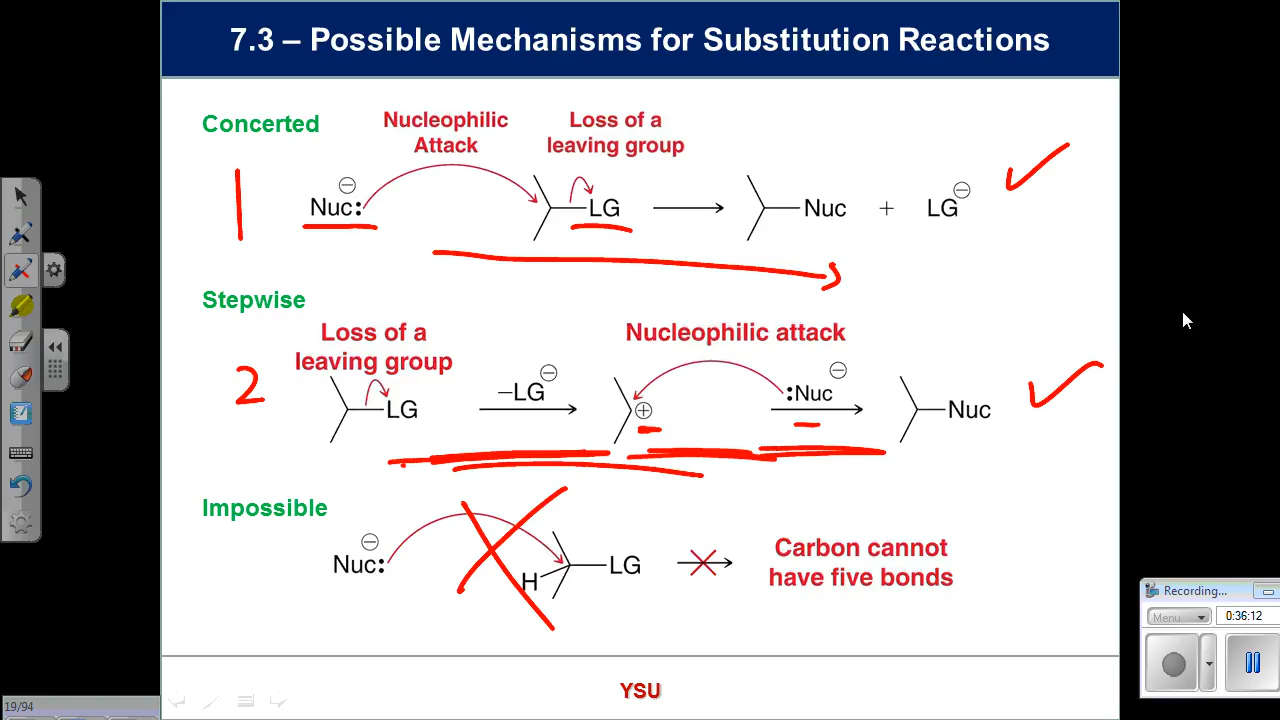 7.3 – Possible Mechanisms for Substitution Reactions
Concerted
Nucleophilic
Attack
Loss of a
leaving group
1
Nuc:
⊖
LG
Nuc
+
LG
⊖
Stepwise
Loss of a
leaving group
Nucleophilic attack
2
LG
–LG
⊖
⊕
:Nuc
⊖
Nuc
Impossible
Nuc:
⊖
H
LG
Carbon cannot
have five bonds
YSU
19/94
Recording...
Menu
0:36:12